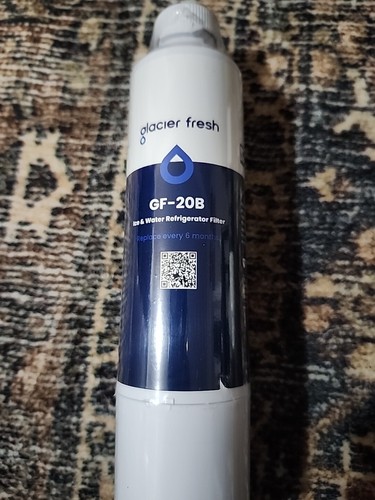 glacier fresh
GF-20B
Ice & Water Refrigerator Filter
Replace every 6 months